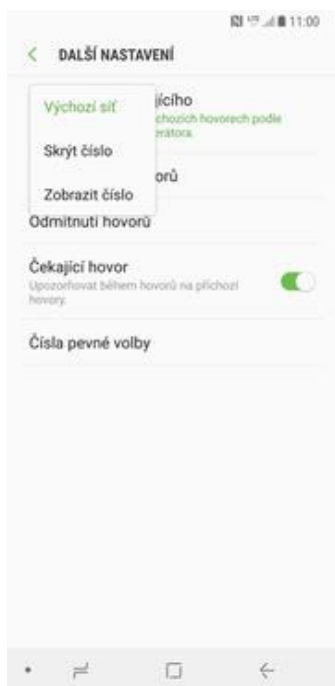 11:00
DALŠÍ NASTAVENÍ
Výchozí síť
jícího
chozích hovorech podle
erátora.
Skrýt číslo
orů
Zobrazit číslo
Odmítnutí hovorů
Čekající hovor
Upozorňovat během hovorů na příchozí
hovory.
Čísla pevné volby